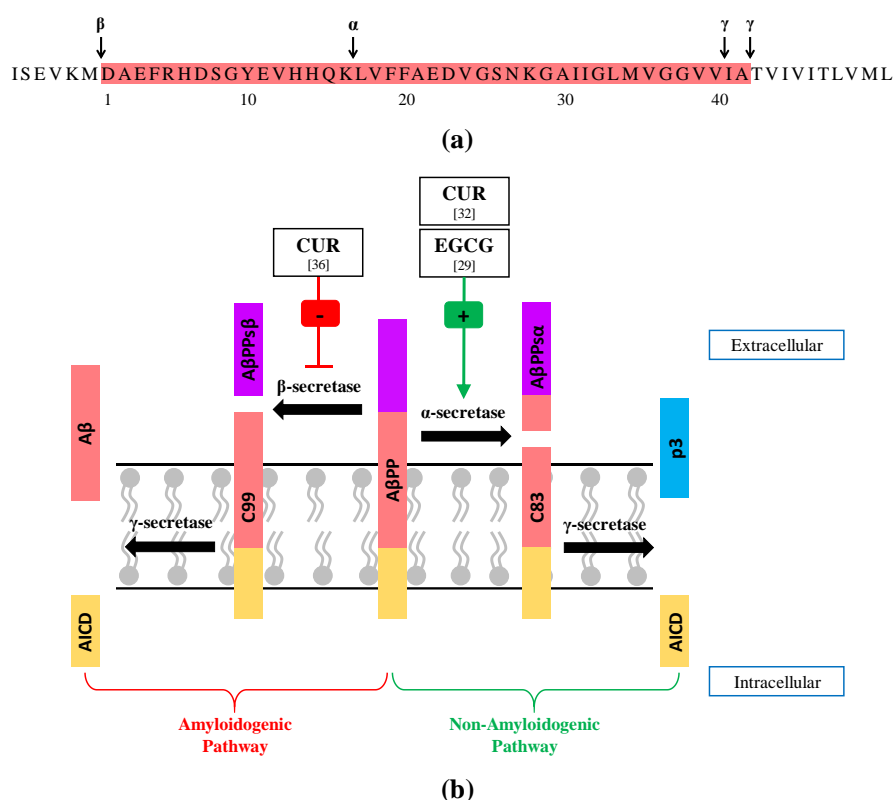 β α γ γ
ISEVKMDAEFRHDSGYEVHHQKLVFFAEDVGSNKGAIIGLMVGGVVIATVIVITLVML
1 10 20 30 40
(a)
CUR
[32]
CUR
[36]
EGCG
[29]
-
+
AβPPsβ
AβPPsα
Extracellular
β-secretase
α-secretase
Aβ
p3
AβPP
C99
C83
γ-secretase
γ-secretase
AICD
AICD
Intracellular
Amyloidogenic
Pathway
Non-Amyloidogenic
Pathway
(b)